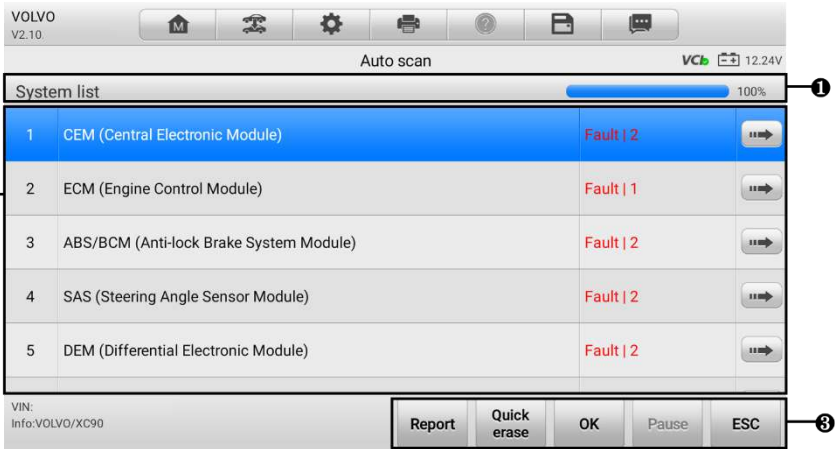 VOLVO
V2.10.
M
Auto scan
VCI 12.24V
System list 100%
❶
1 CEM (Central Electronic Module) Fault | 2
2 ECM (Engine Control Module) Fault | 1
3 ABS/BCM (Anti-lock Brake System Module) Fault | 2
4 SAS (Steering Angle Sensor Module) Fault | 2
5 DEM (Differential Electronic Module) Fault | 2
VIN:
Info:VOLVO/XC90
Report Quick erase OK Pause ESC
❸